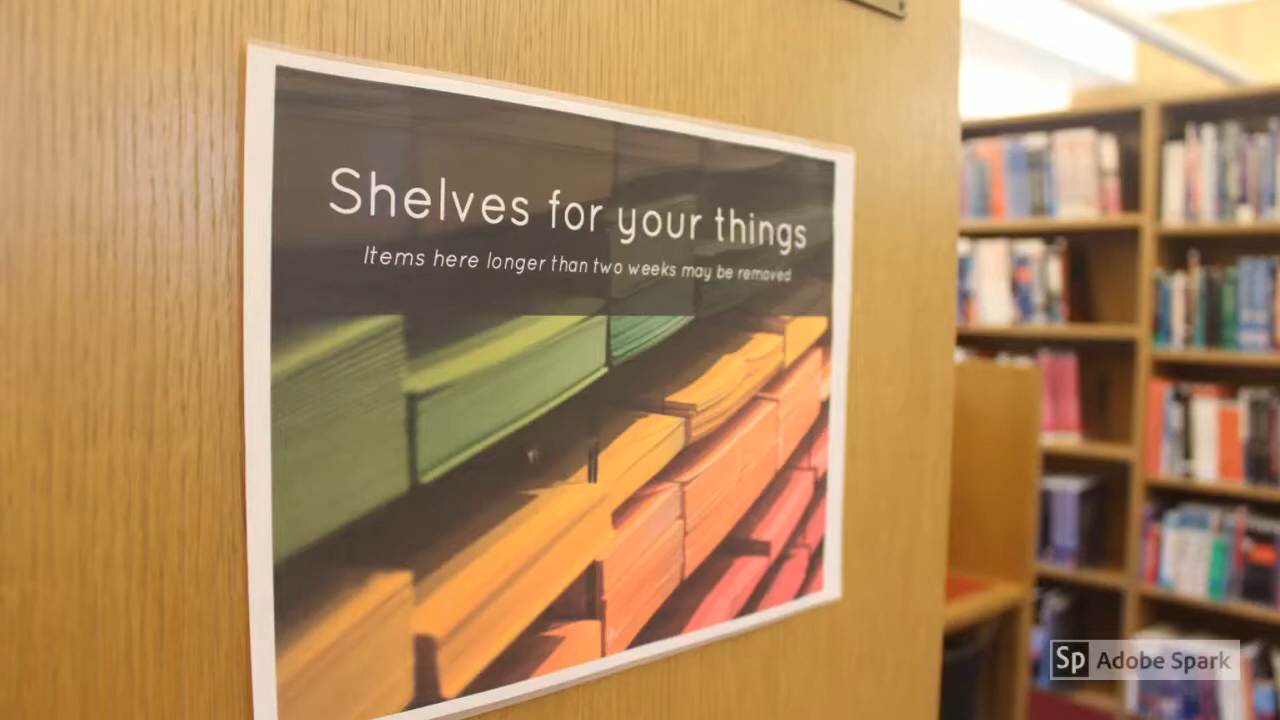 Shelves for your things
Items here longer than two weeks may be removed
Sp Adobe Spark